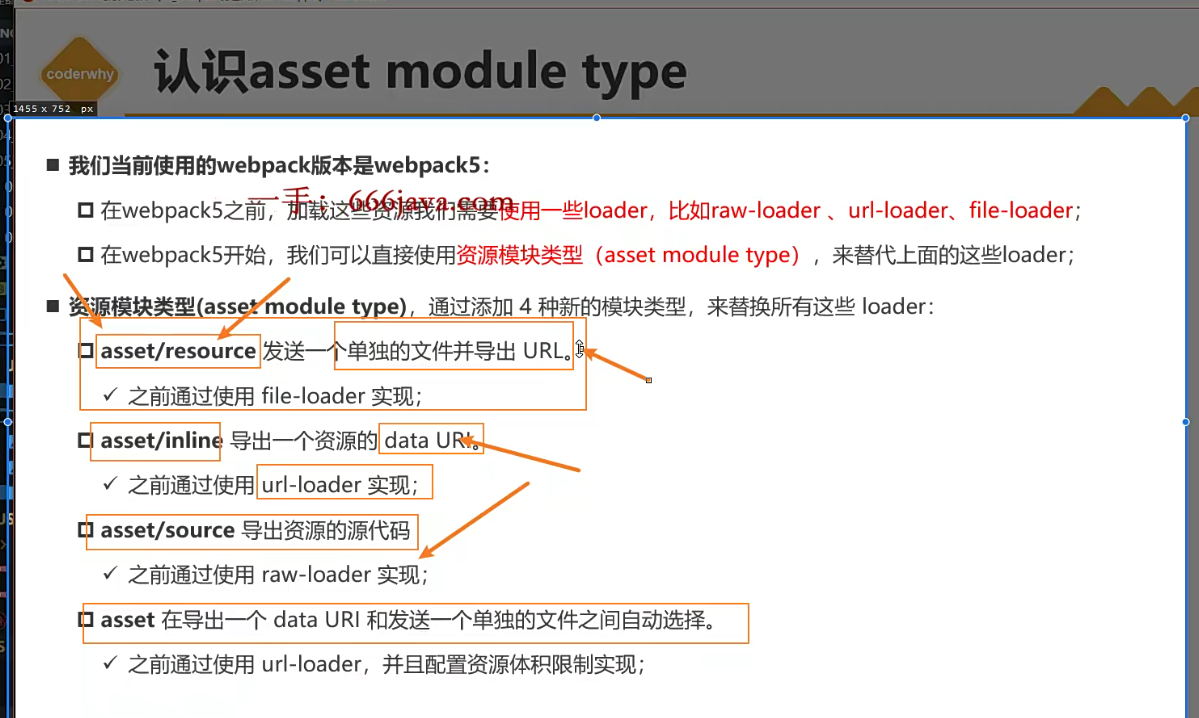 coderwhy
认识asset module type
1455 x 752 px
我们当前使用的webpack版本是webpack5：
一手：666java.com
在webpack5之前，加载这些资源我们需要使用一些loader，比如raw-loader 、url-loader、file-loader；
在webpack5开始，我们可以直接使用资源模块类型（asset module type），来替代上面的这些loader；
资源模块类型(asset module type)，通过添加 4 种新的模块类型，来替换所有这些 loader：
asset/resource 发送一个单独的文件并导出 URL。
✓ 之前通过使用 file-loader 实现；
asset/inline 导出一个资源的 data URI。
✓ 之前通过使用 url-loader 实现；
asset/source 导出资源的源代码
✓ 之前通过使用 raw-loader 实现；
asset 在导出一个 data URI 和发送一个单独的文件之间自动选择。
✓ 之前通过使用 url-loader，并且配置资源体积限制实现；